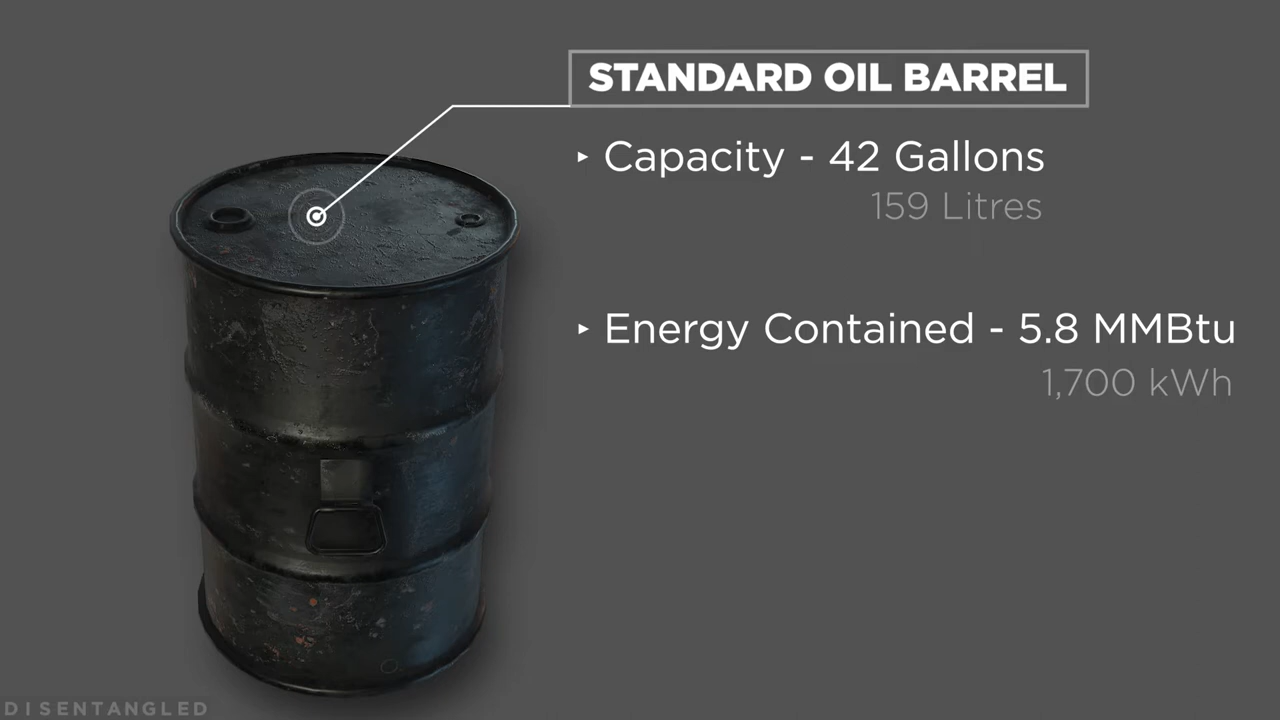 STANDARD OIL BARREL
‣ Capacity - 42 Gallons
159 Litres
‣ Energy Contained - 5.8 MMBtu
1,700 kWh
DISENTANGLED